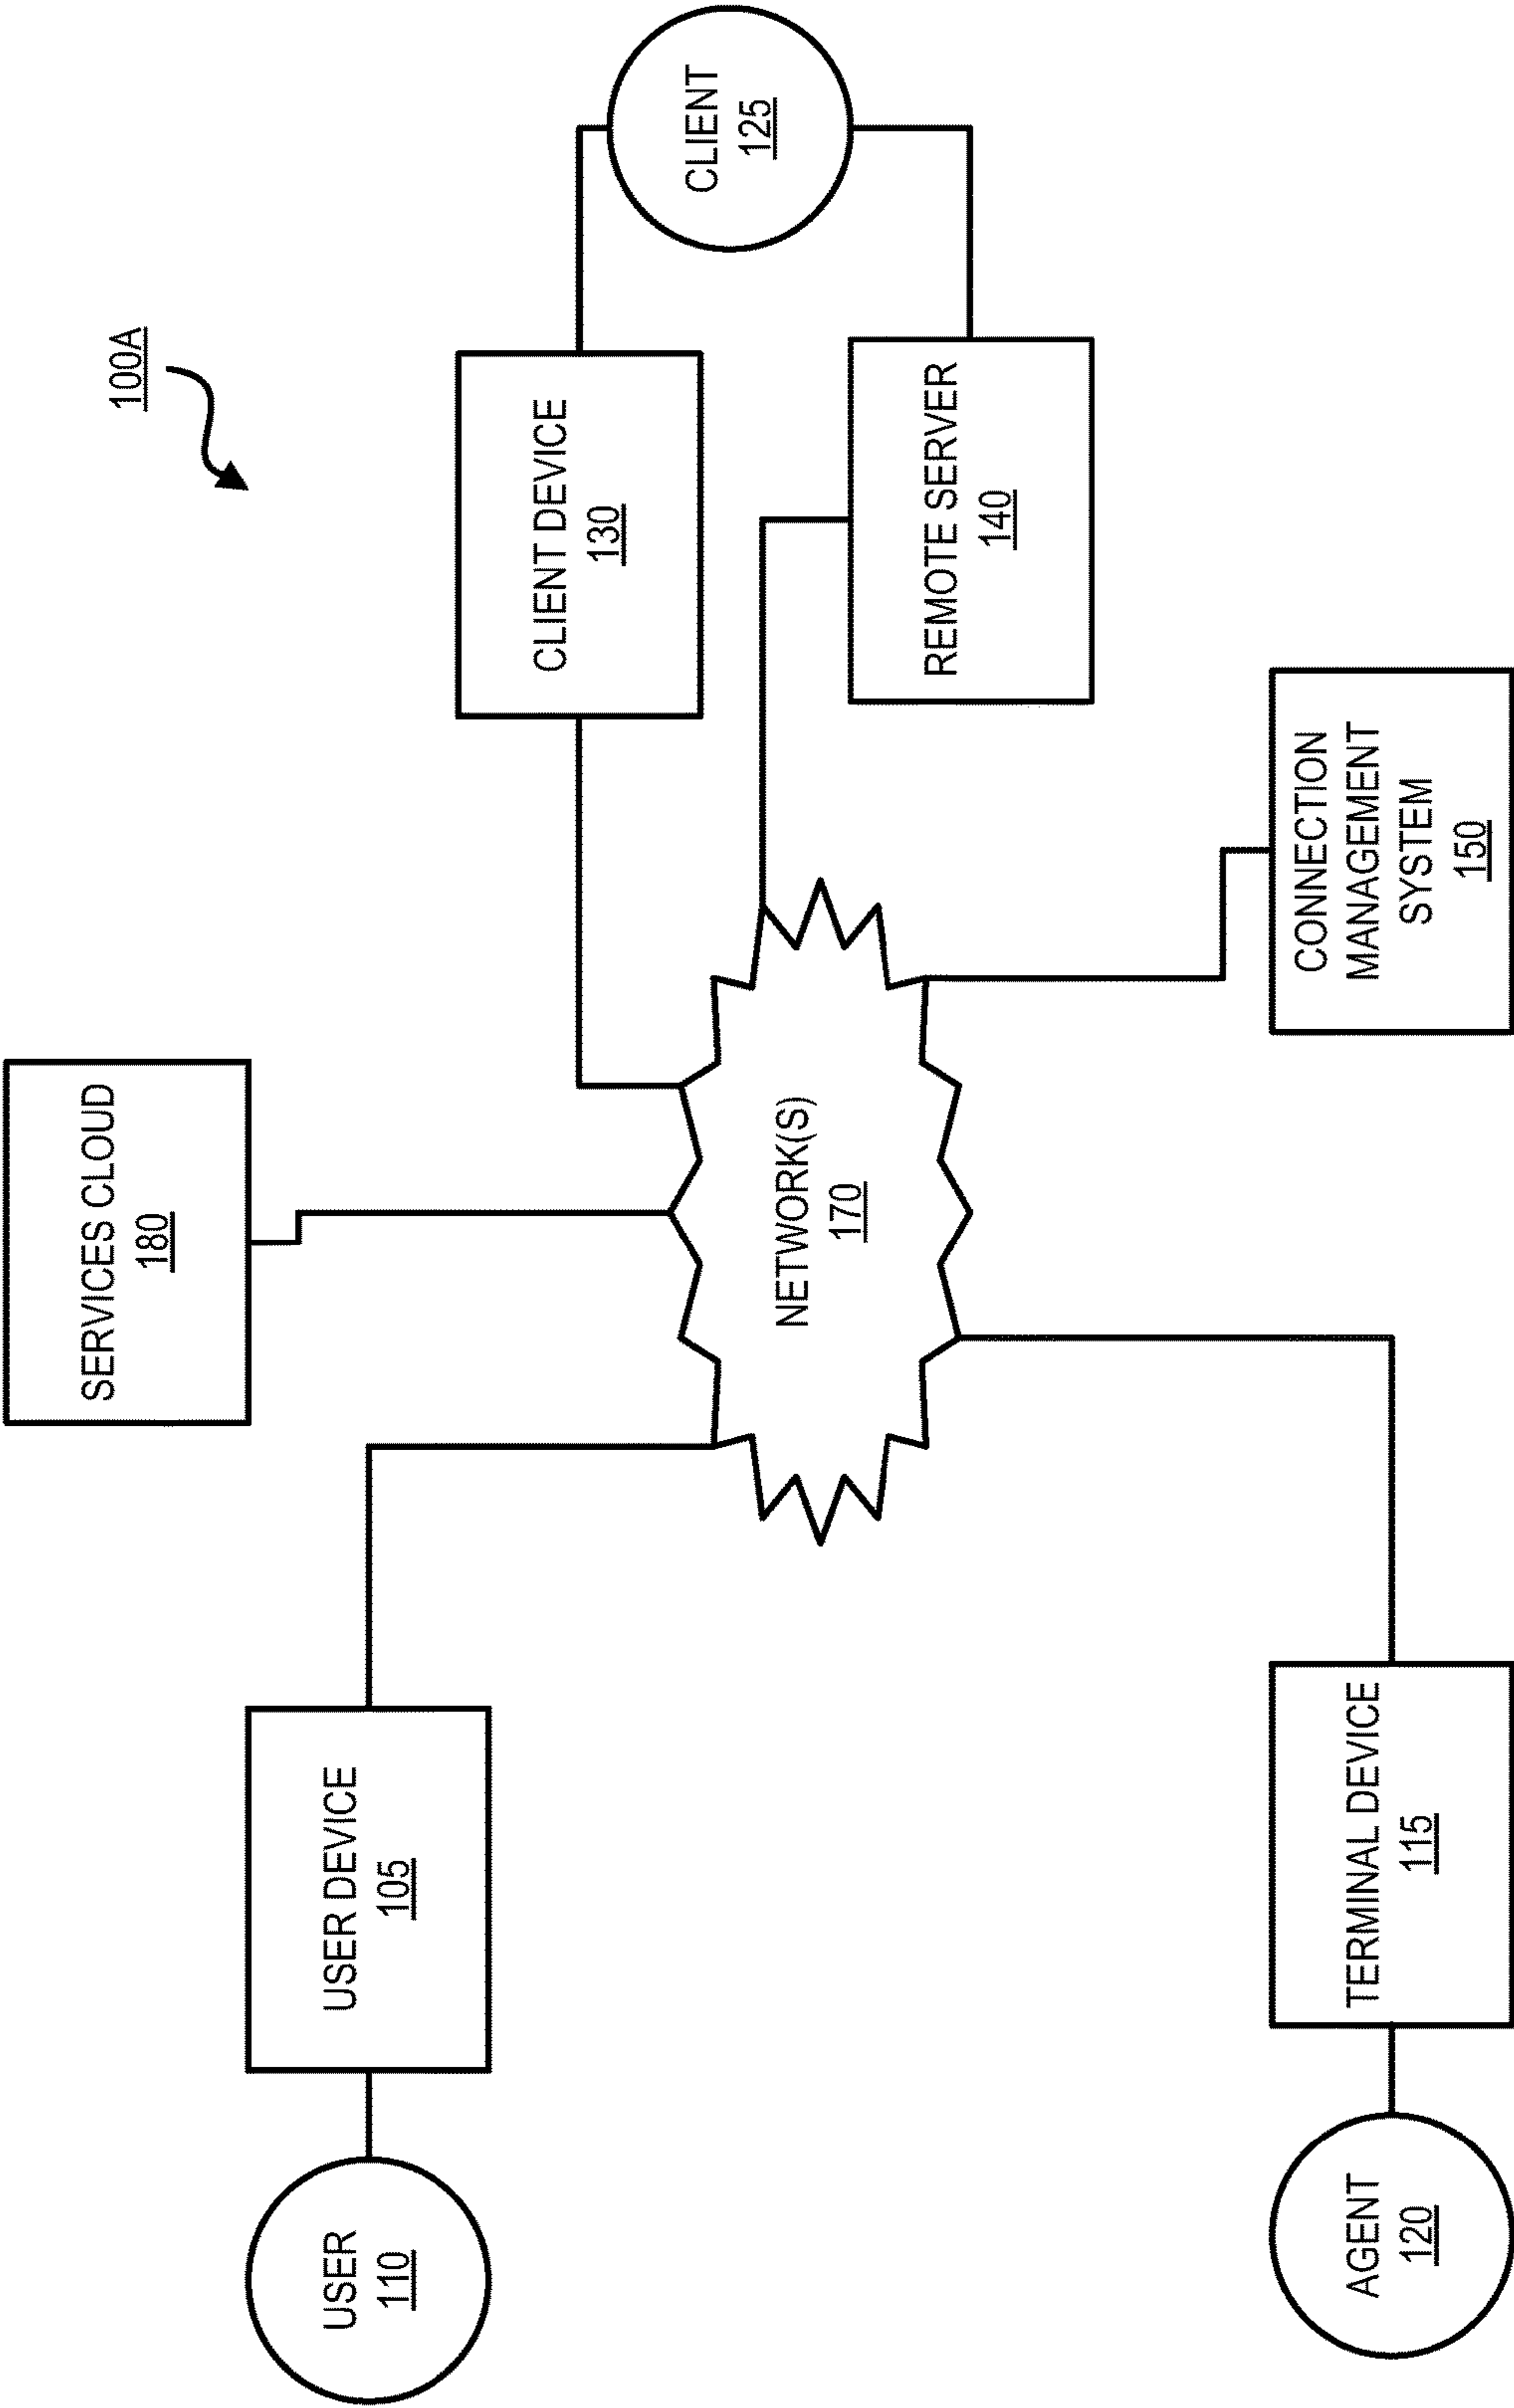 100A
SERVICES CLOUD
180
USER
110
USER DEVICE
105
CLIENT DEVICE
130
CLIENT
125
NETWORK(S)
170
REMOTE SERVER
140
AGENT
120
TERMINAL DEVICE
115
CONNECTION
MANAGEMENT
SYSTEM
150